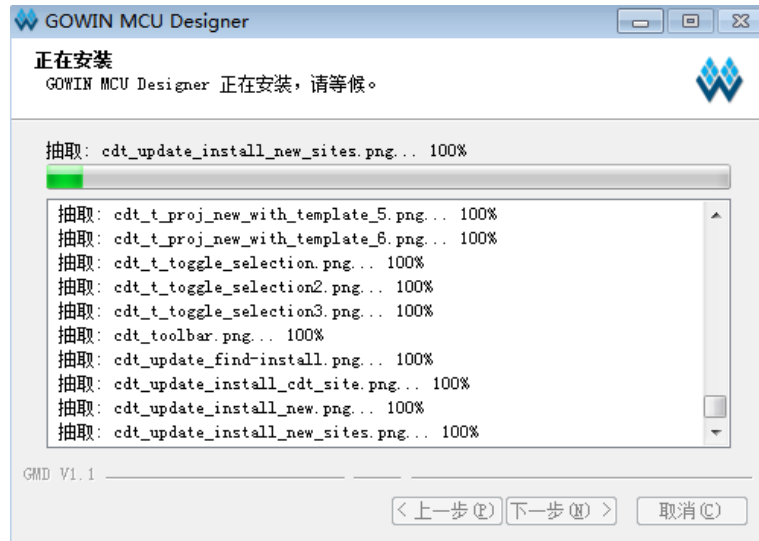 GOWIN MCU Designer
正在安装
GOWIN MCU Designer 正在安装，请等候。
抽取: cdt_update_install_new_sites.png... 100%
抽取: cdt_t_proj_new_with_template_5.png... 100%
抽取: cdt_t_proj_new_with_template_6.png... 100%
抽取: cdt_t_toggle_selection.png... 100%
抽取: cdt_t_toggle_selection2.png... 100%
抽取: cdt_t_toggle_selection3.png... 100%
抽取: cdt_toolbar.png... 100%
抽取: cdt_update_find-install.png... 100%
抽取: cdt_update_install_cdt_site.png... 100%
抽取: cdt_update_install_new.png... 100%
抽取: cdt_update_install_new_sites.png... 100%
GMD V1.1
< 上一步(P) 下一步(N) > 取消(C)